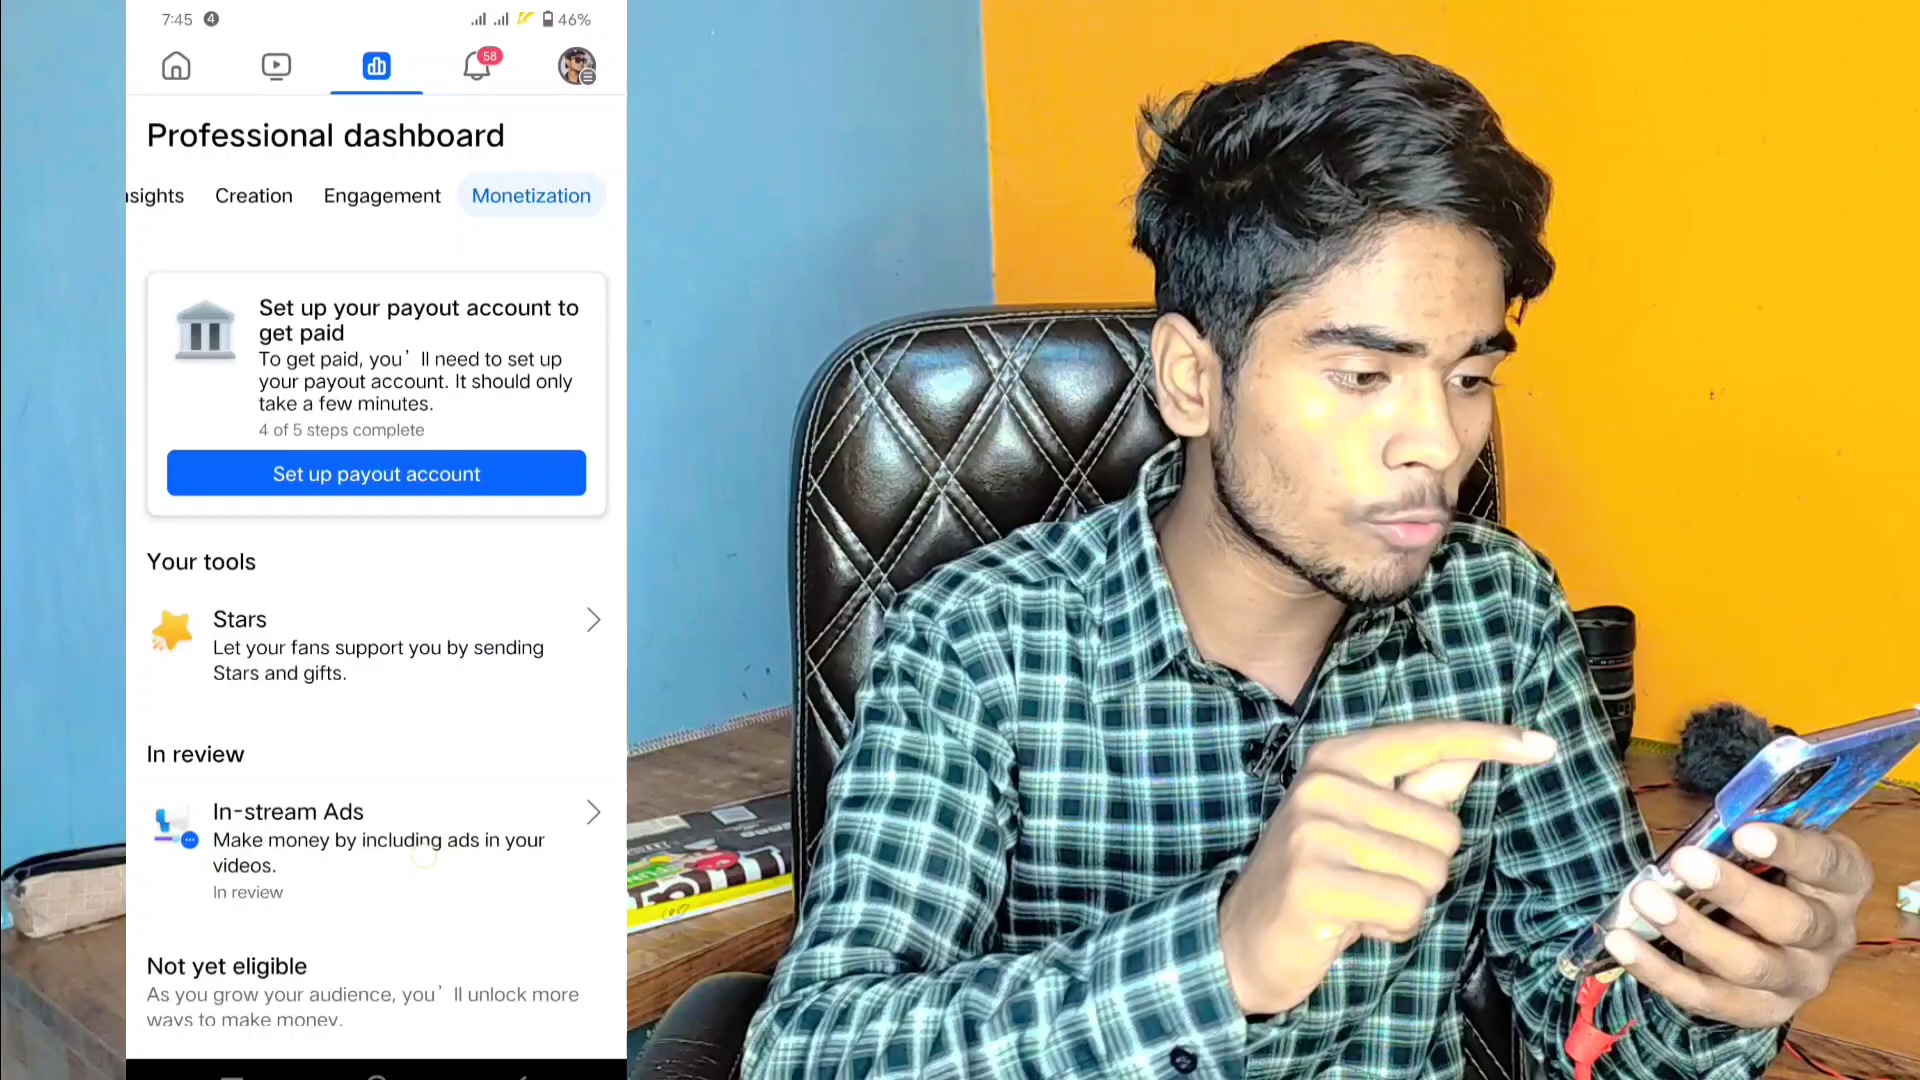 7:45 4 46%
58
Professional dashboard
sights Creation Engagement Monetization
Set up your payout account to
get paid
To get paid, you’ll need to set up
your payout account. It should only
take a few minutes.
4 of 5 steps complete
Set up payout account
Your tools
Stars
Let your fans support you by sending
Stars and gifts.
In review
In-stream Ads
Make money by including ads in your
videos.
In review
Not yet eligible
As you grow your audience, you’ll unlock more
ways to make money.